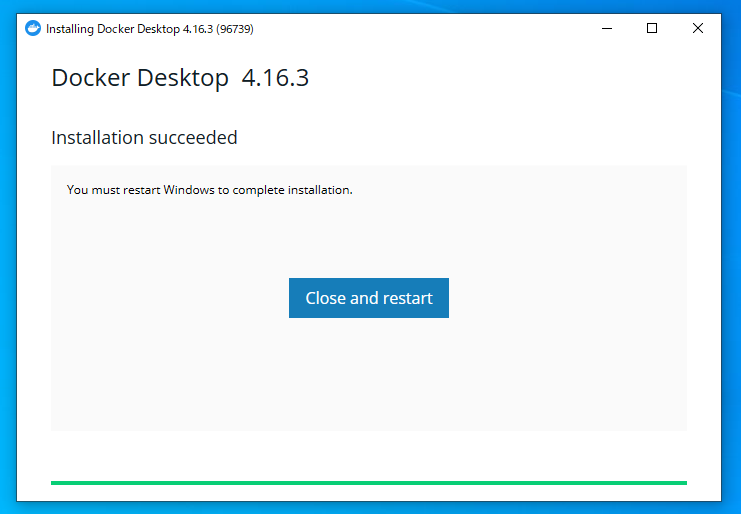 Installing Docker Desktop 4.16.3 (96739)
Docker Desktop 4.16.3
Installation succeeded
You must restart Windows to complete installation.
Close and restart